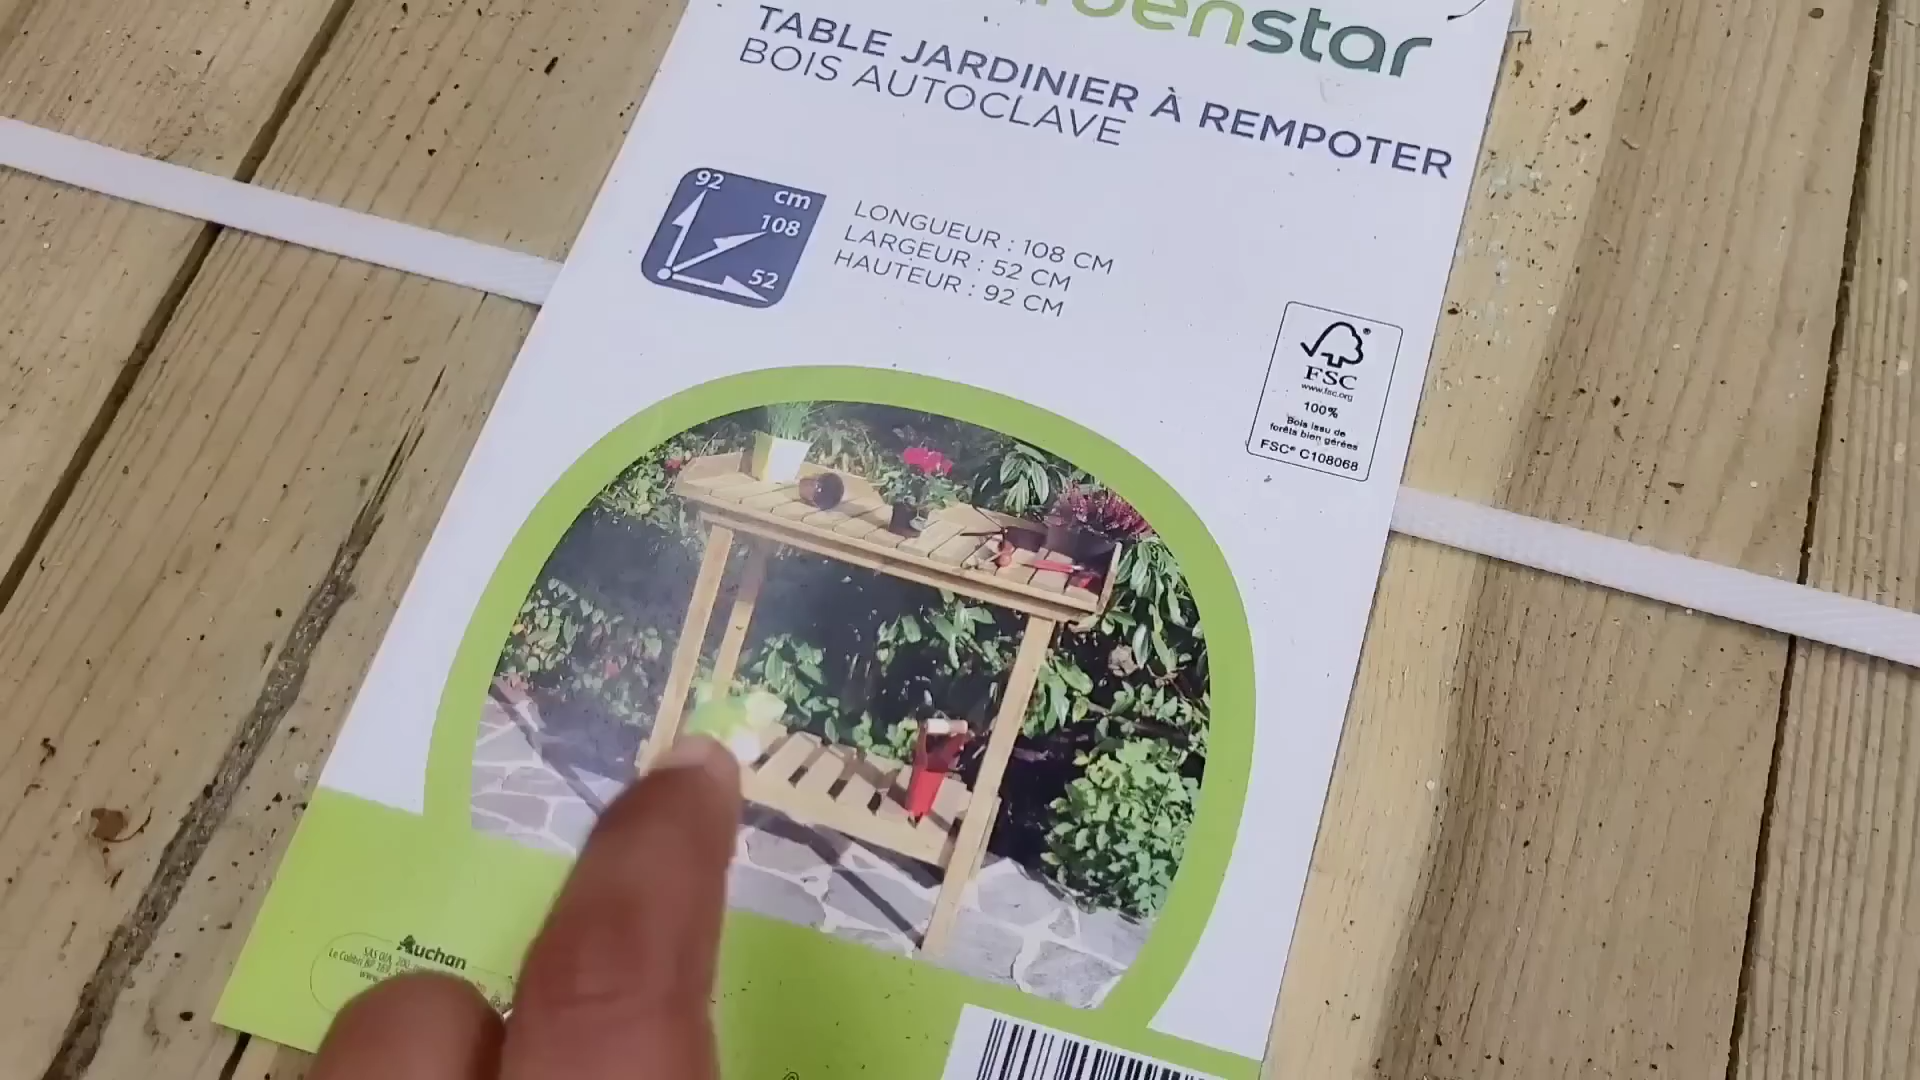 enstar
TABLE JARDINIER À REMPOTER
BOIS AUTOCLAVE
92
cm
108
52
LONGUEUR : 108 CM
LARGEUR : 52 CM
HAUTEUR : 92 CM
FSC®
www.fsc.org
100%
Bois issu de
forêts bien gérées
FSC® C108068
Auchan